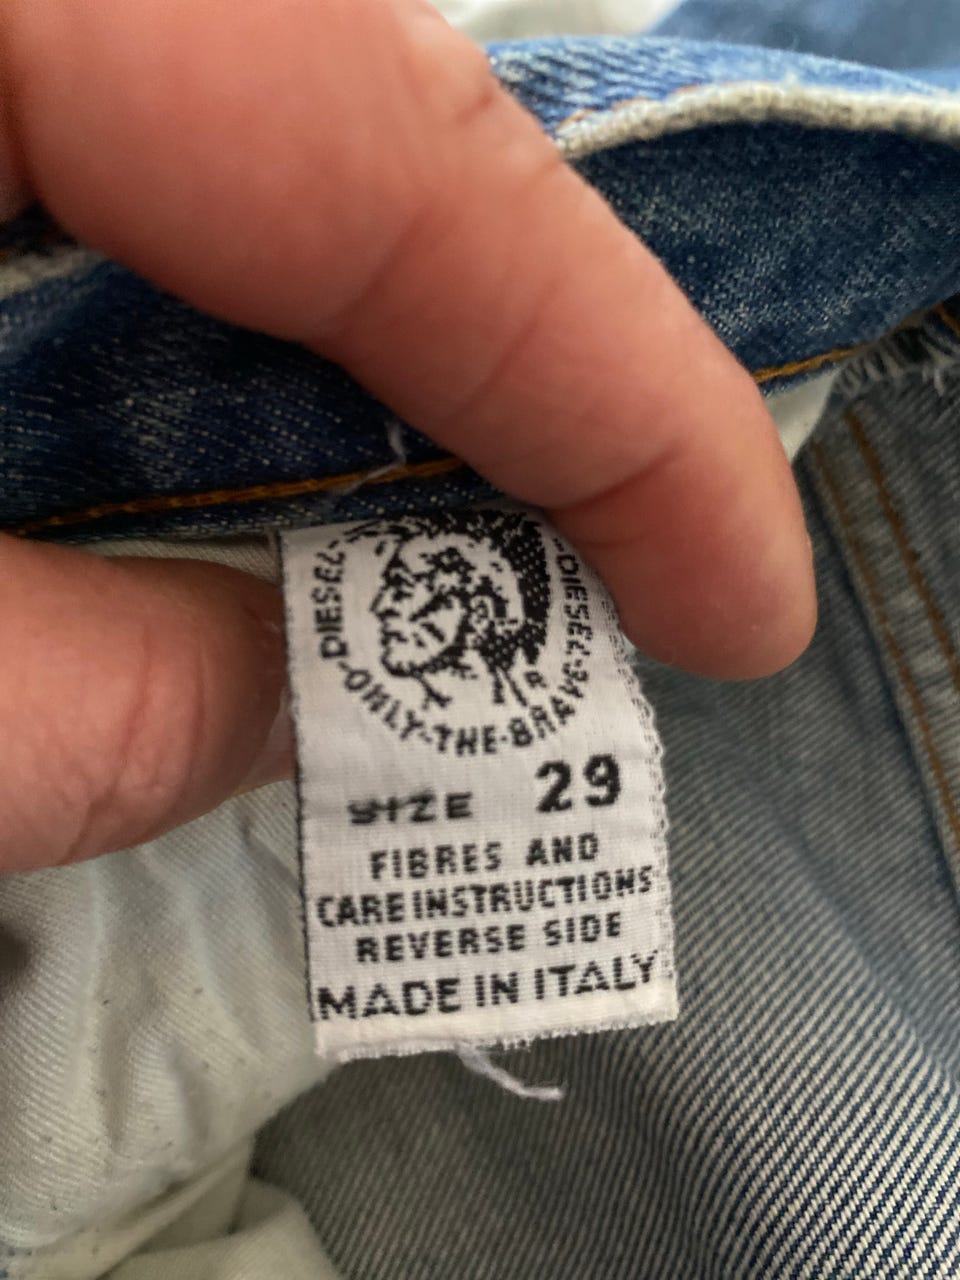 DIESEL·ONLY·THE·BRAVE·DIESEL
R
SIZE 29
FIBRES AND
CARE INSTRUCTIONS
REVERSE SIDE
MADE IN ITALY